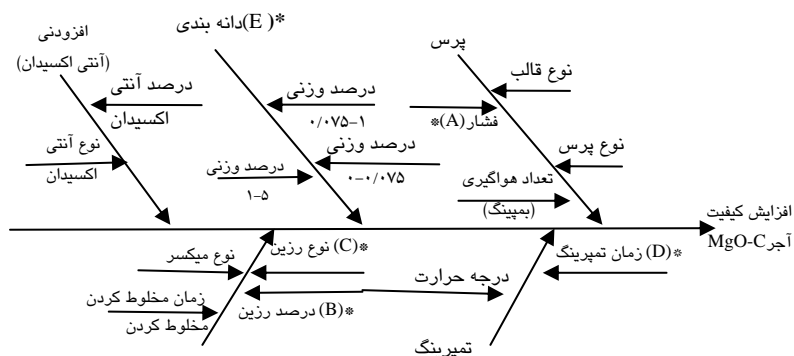 افزودنی
(آنتی اکسیدان)
دانه بندی(E)*
پرس
نوع قالب
درصد آنتی
اکسیدان
درصد وزنی
۰/۰۷۵-۱
فشار(A)*
نوع آنتی
اکسیدان
درصد وزنی
۱-۵
درصد وزنی
۰-۰/۰۷۵
نوع پرس
تعداد هواگیری
(بمپینگ)
افزایش کیفیت
آجرMgO-C
نوع میکسر
*(C) نوع رزین
*(D) زمان تمپرینگ
درجه حرارت
زمان مخلوط کردن
*(B) درصد رزین
مخلوط کردن
تمپرینگ